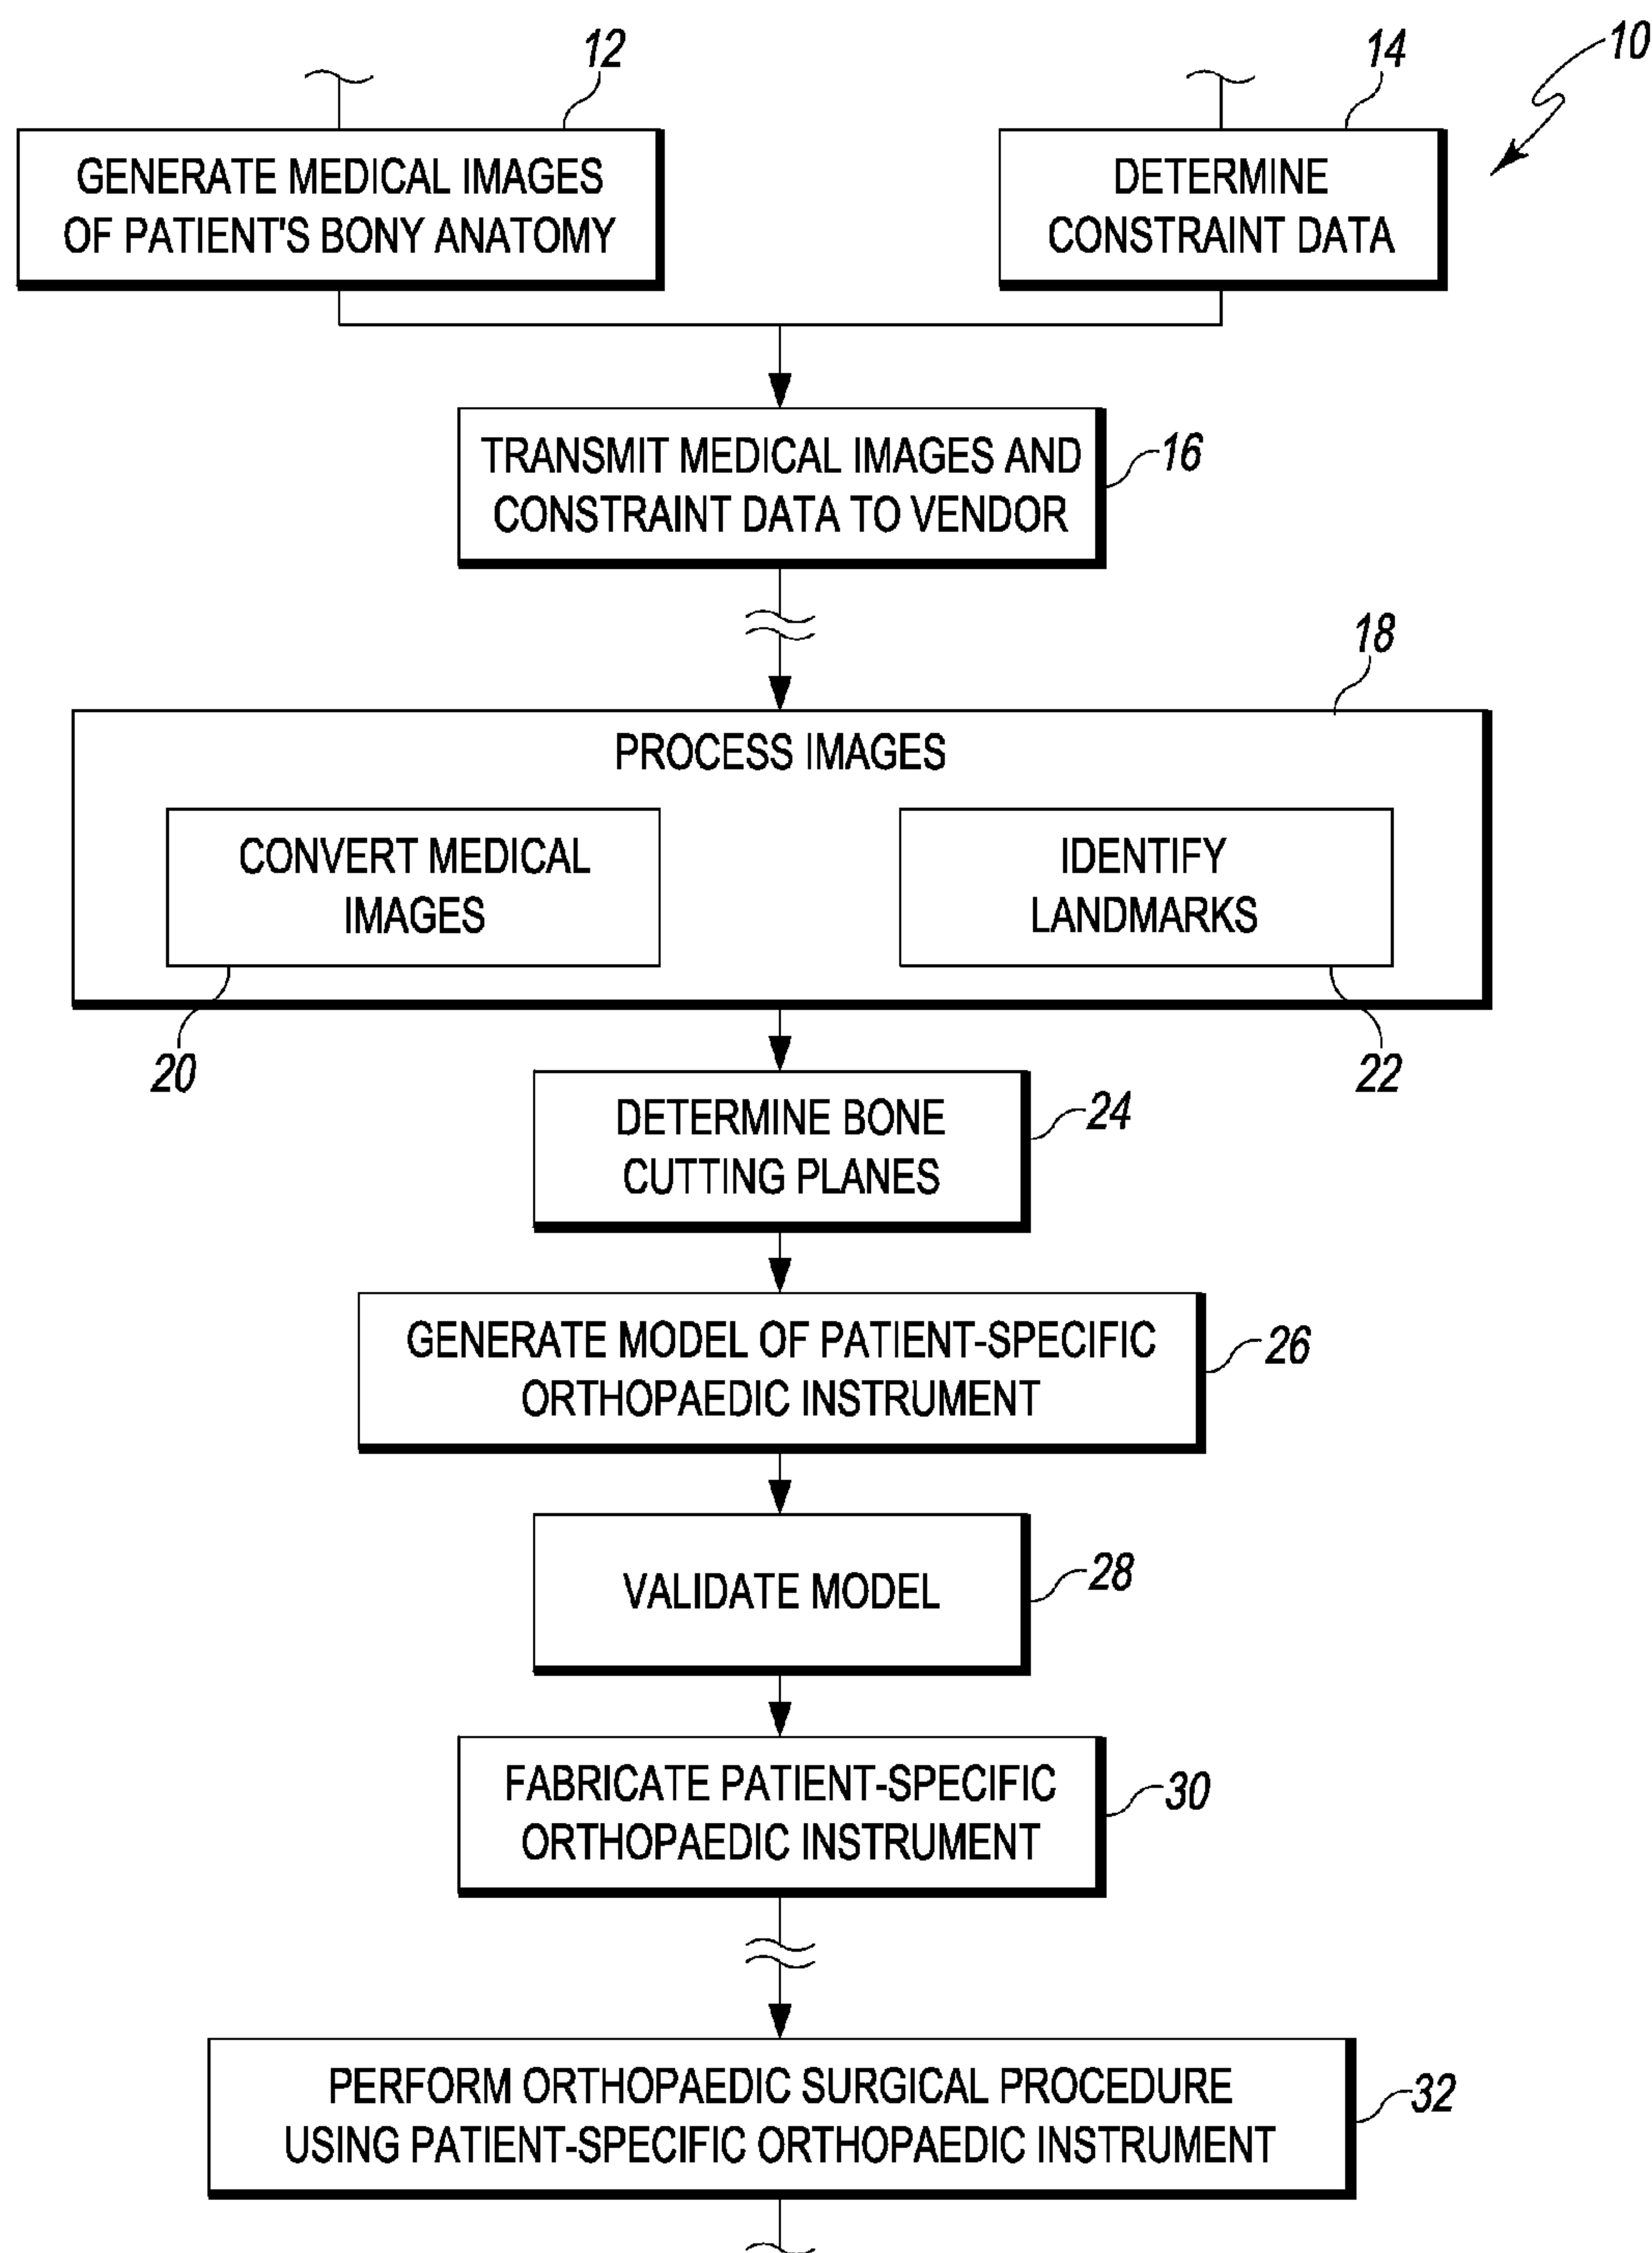 12
14
10
GENERATE MEDICAL IMAGES
OF PATIENT'S BONY ANATOMY
DETERMINE
CONSTRAINT DATA
TRANSMIT MEDICAL IMAGES AND
CONSTRAINT DATA TO VENDOR
16
18
PROCESS IMAGES
CONVERT MEDICAL
IMAGES
IDENTIFY
LANDMARKS
20
22
DETERMINE BONE
CUTTING PLANES
24
GENERATE MODEL OF PATIENT-SPECIFIC
ORTHOPAEDIC INSTRUMENT
26
VALIDATE MODEL
28
FABRICATE PATIENT-SPECIFIC
ORTHOPAEDIC INSTRUMENT
30
PERFORM ORTHOPAEDIC SURGICAL PROCEDURE
USING PATIENT-SPECIFIC ORTHOPAEDIC INSTRUMENT
32